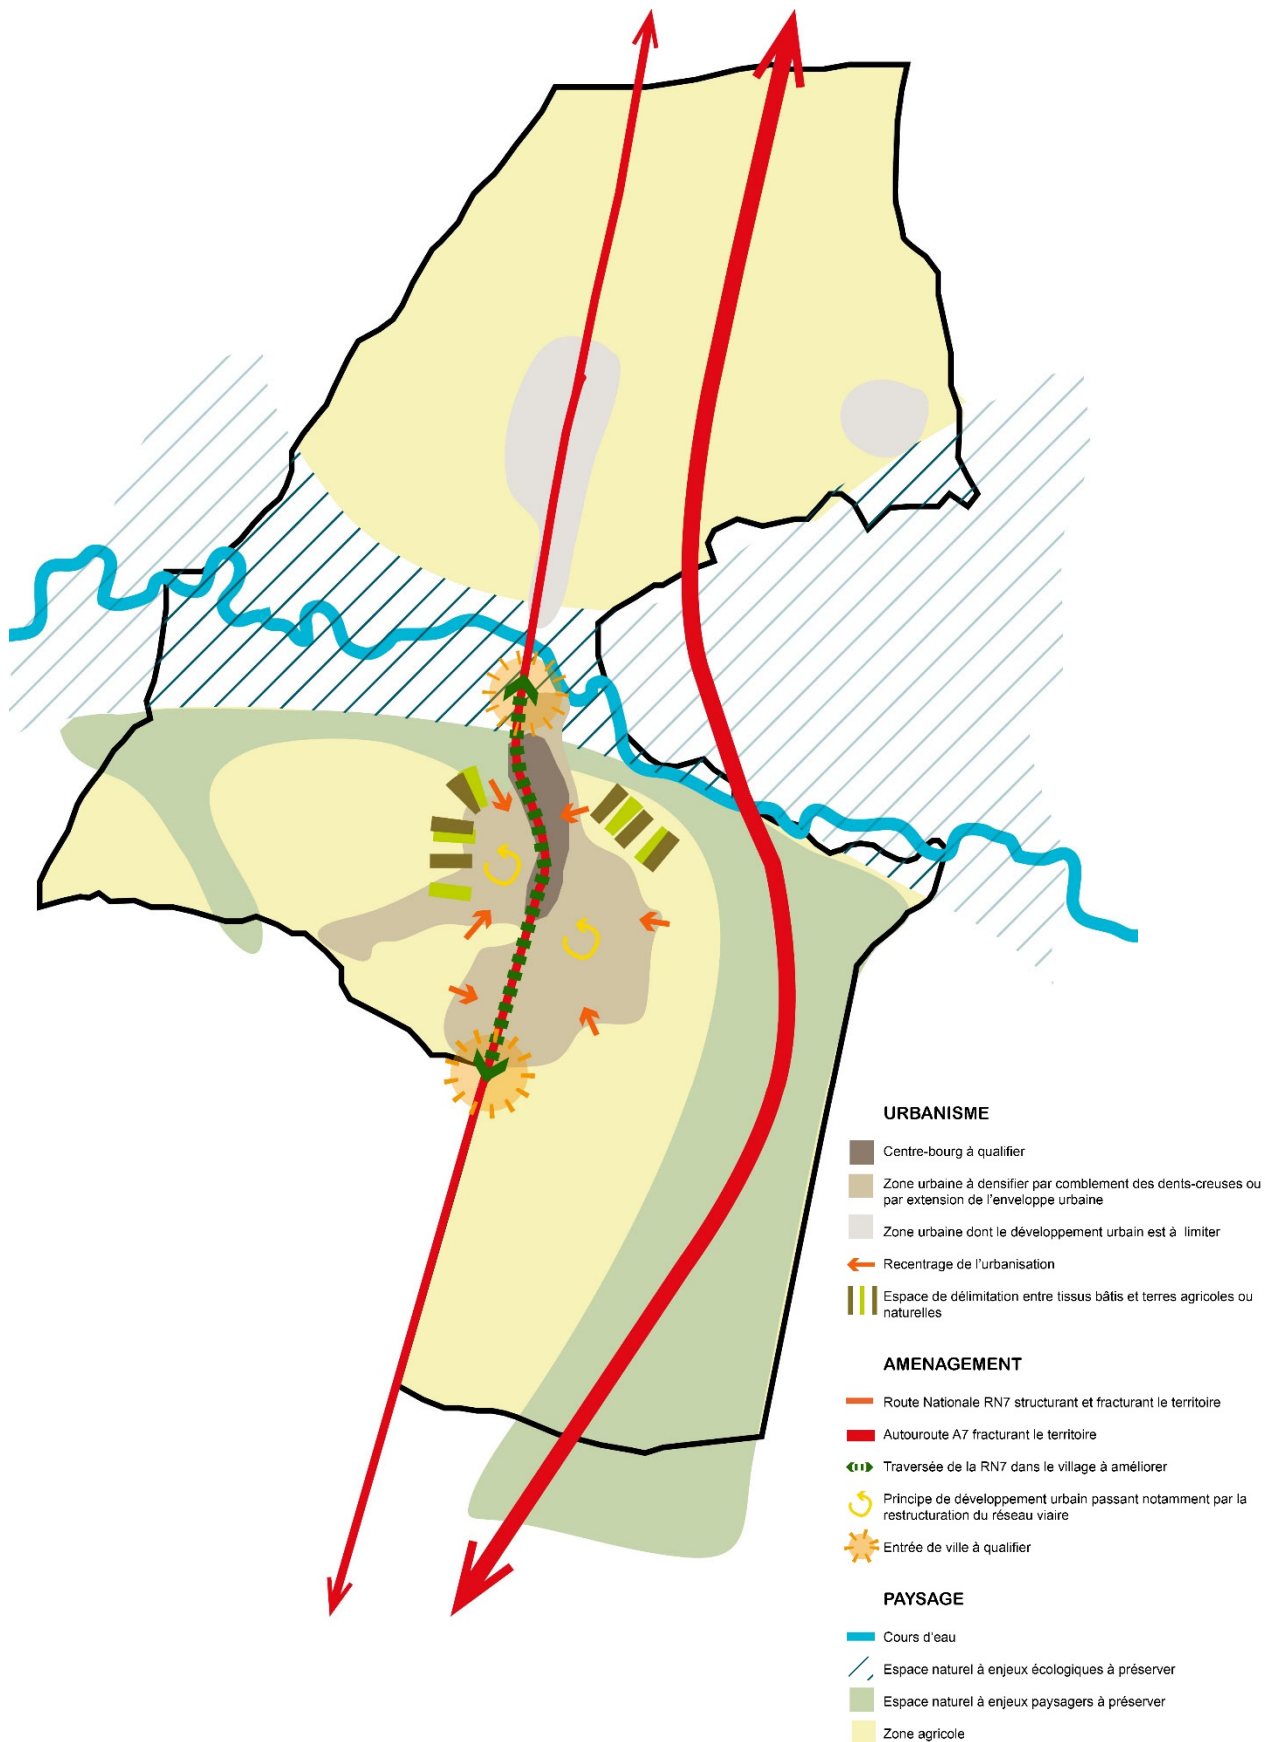 URBANISME
Centre-bourg à qualifier
Zone urbaine à densifier par comblement des dents-creuses ou
par extension de l'enveloppe urbaine
Zone urbaine dont le développement urbain est à limiter
Recentrage de l'urbanisation
Espace de délimitation entre tissus bâtis et terres agricoles ou
naturelles
AMENAGEMENT
Route Nationale RN7 structurant et fracturant le territoire
Autouroute A7 fracturant le territoire
Traversée de la RN7 dans le village à améliorer
Principe de développement urbain passant notamment par la
restructuration du réseau viaire
Entrée de ville à qualifier
PAYSAGE
Cours d'eau
Espace naturel à enjeux écologiques à préserver
Espace naturel à enjeux paysagers à préserver
Zone agricole